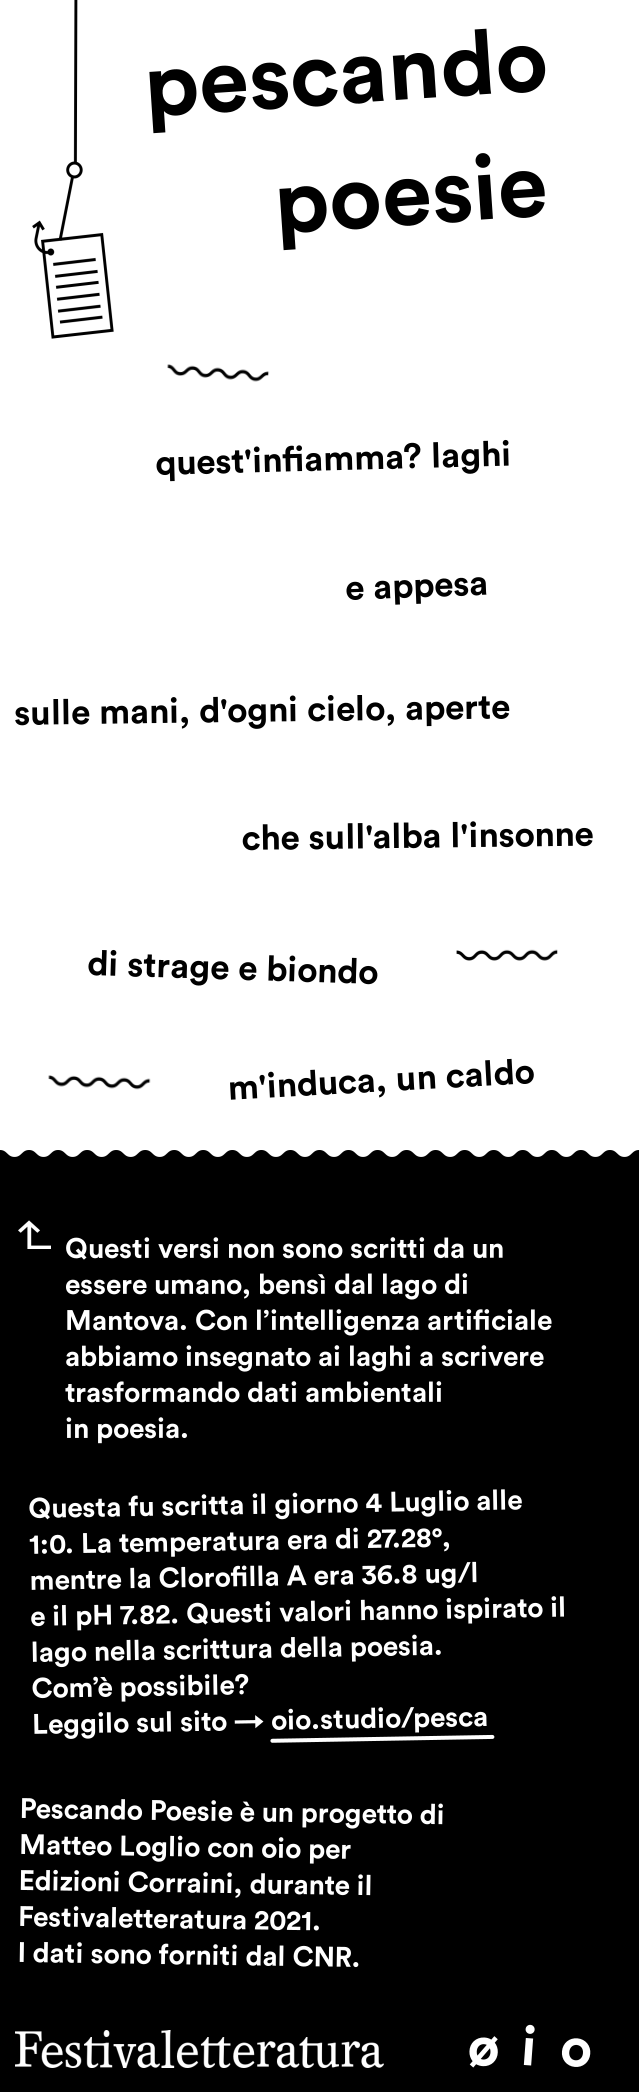 pescando
poesie
quest'infiamma? laghi
e appesa
sulle mani, d'ogni cielo, aperte
che sull'alba l'insonne
di strage e biondo
m'induca, un caldo
Questi versi non sono scritti da un
essere umano, bensì dal lago di
Mantova. Con l’intelligenza artificiale
abbiamo insegnato ai laghi a scrivere
trasformando dati ambientali
in poesia.
Questa fu scritta il giorno 4 Luglio alle
1:0. La temperatura era di 27.28°,
mentre la Clorofilla A era 36.8 ug/l
e il pH 7.82. Questi valori hanno ispirato il
lago nella scrittura della poesia.
Com’è possibile?
Leggilo sul sito → oio.studio/pesca
Pescando Poesie è un progetto di
Matteo Loglio con oio per
Edizioni Corraini, durante il
Festivaletteratura 2021.
I dati sono forniti dal CNR.
Festivaletteratura
ø i o